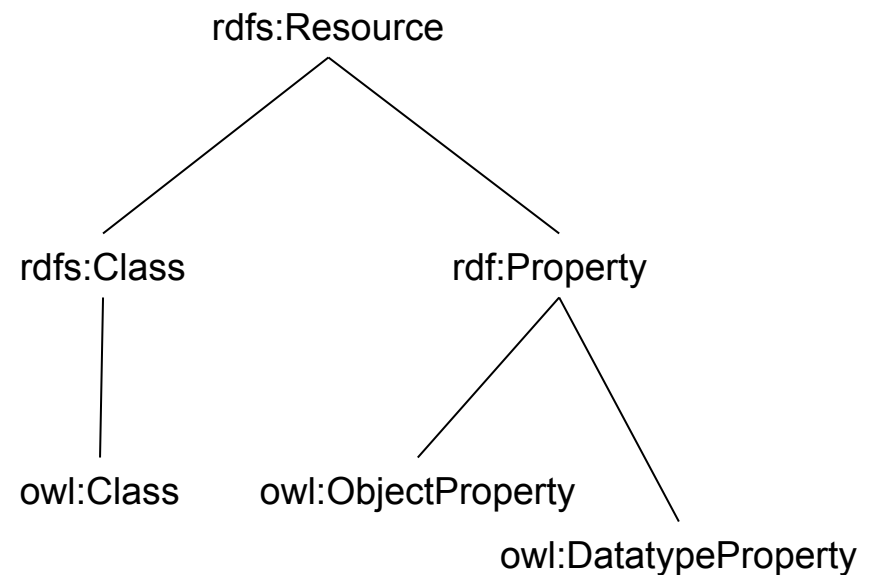 rdfs:Resource
rdfs:Class
rdf:Property
owl:Class
owl:ObjectProperty
owl:DatatypeProperty